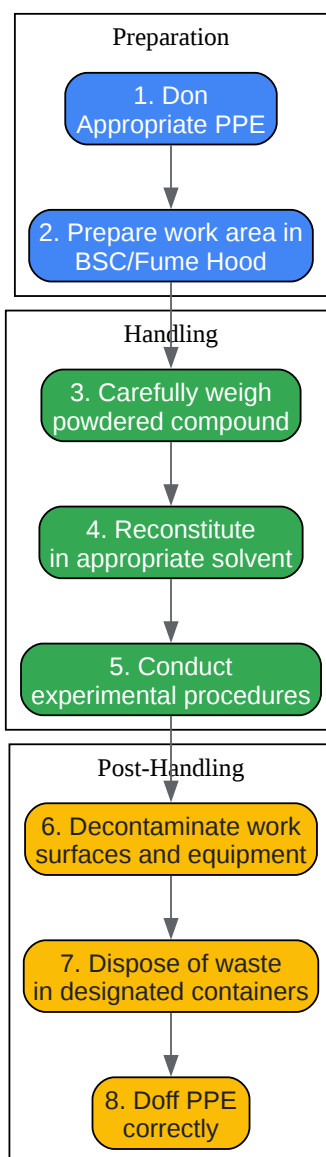 Preparation
1. Don
Appropriate PPE
2. Prepare work area in
BSC/Fume Hood
Handling
3. Carefully weigh
powdered compound
4. Reconstitute
in appropriate solvent
5. Conduct
experimental procedures
Post-Handling
6. Decontaminate work
surfaces and equipment
7. Dispose of waste
in designated containers
8. Doff PPE
correctly